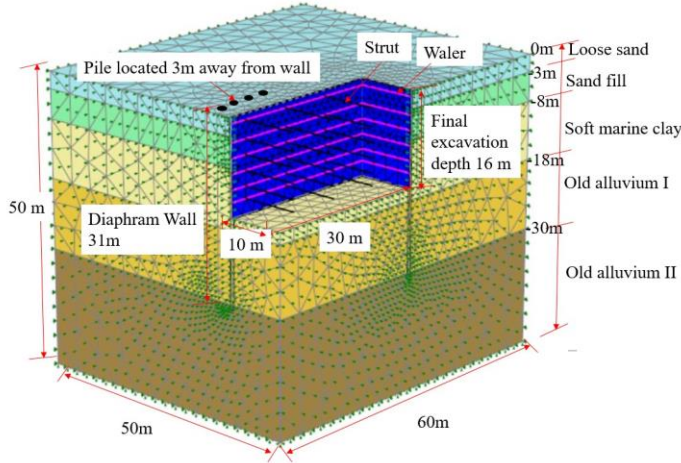 Strut
Waler
Pile located 3m away from wall
0m
Loose sand
-3m
Sand fill
-8m
Final
excavation
depth 16 m
Soft marine clay
-18m
50 m
Old alluvium I
Diaphram Wall
31m
10 m
30 m
-30m
Old alluvium II
50m
60m